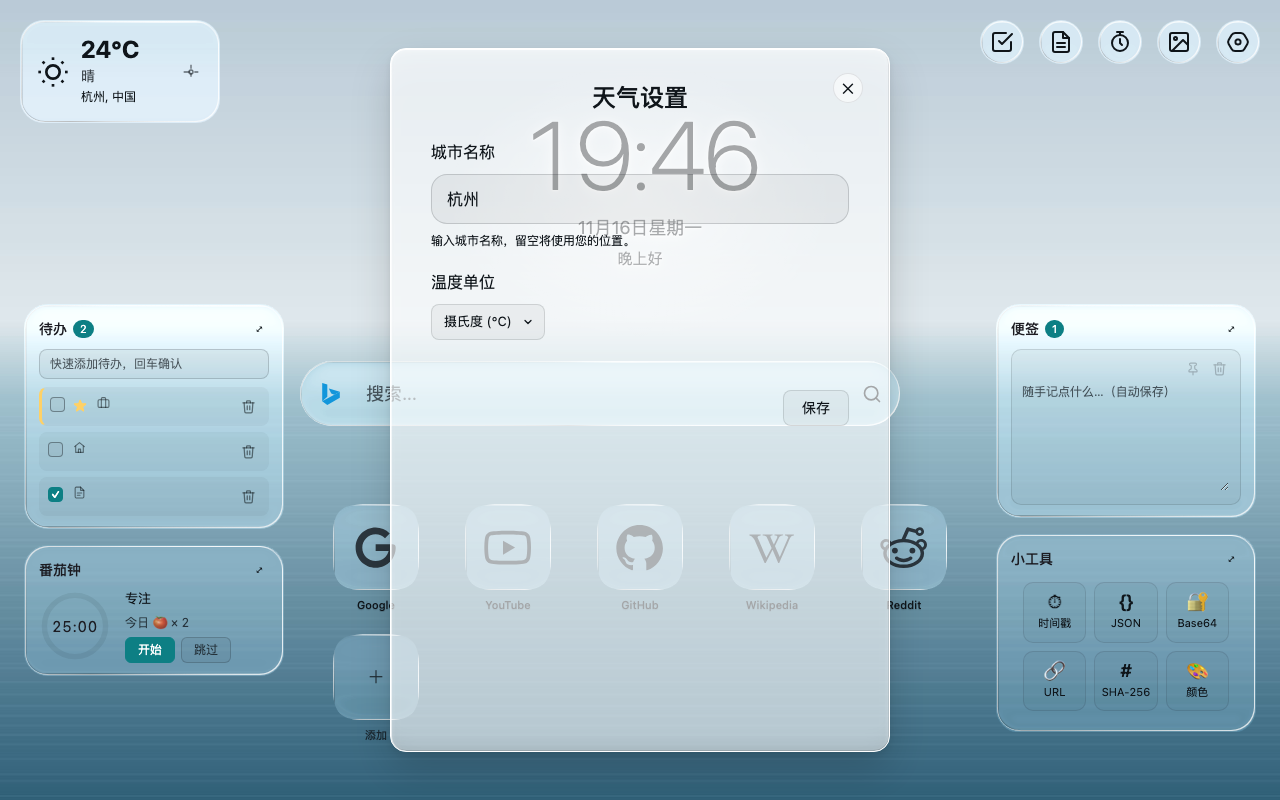 24°C
晴
杭州, 中国
天气设置
19:46
城市名称
杭州
11月16日星期一
输入城市名称，留空将使用您的位置。
晚上好
温度单位
摄氏度 (°C)
搜索...
保存
待办 2
快速添加待办，回车确认
番茄钟
25:00
专注
今日 🍅 × 2
开始
跳过
Google
YouTube
GitHub
W
Wikipedia
Reddit
+
添加
便签 1
随手记点什么...（自动保存）
小工具
时间戳
{}
JSON
Base64
URL
#
SHA-256
颜色